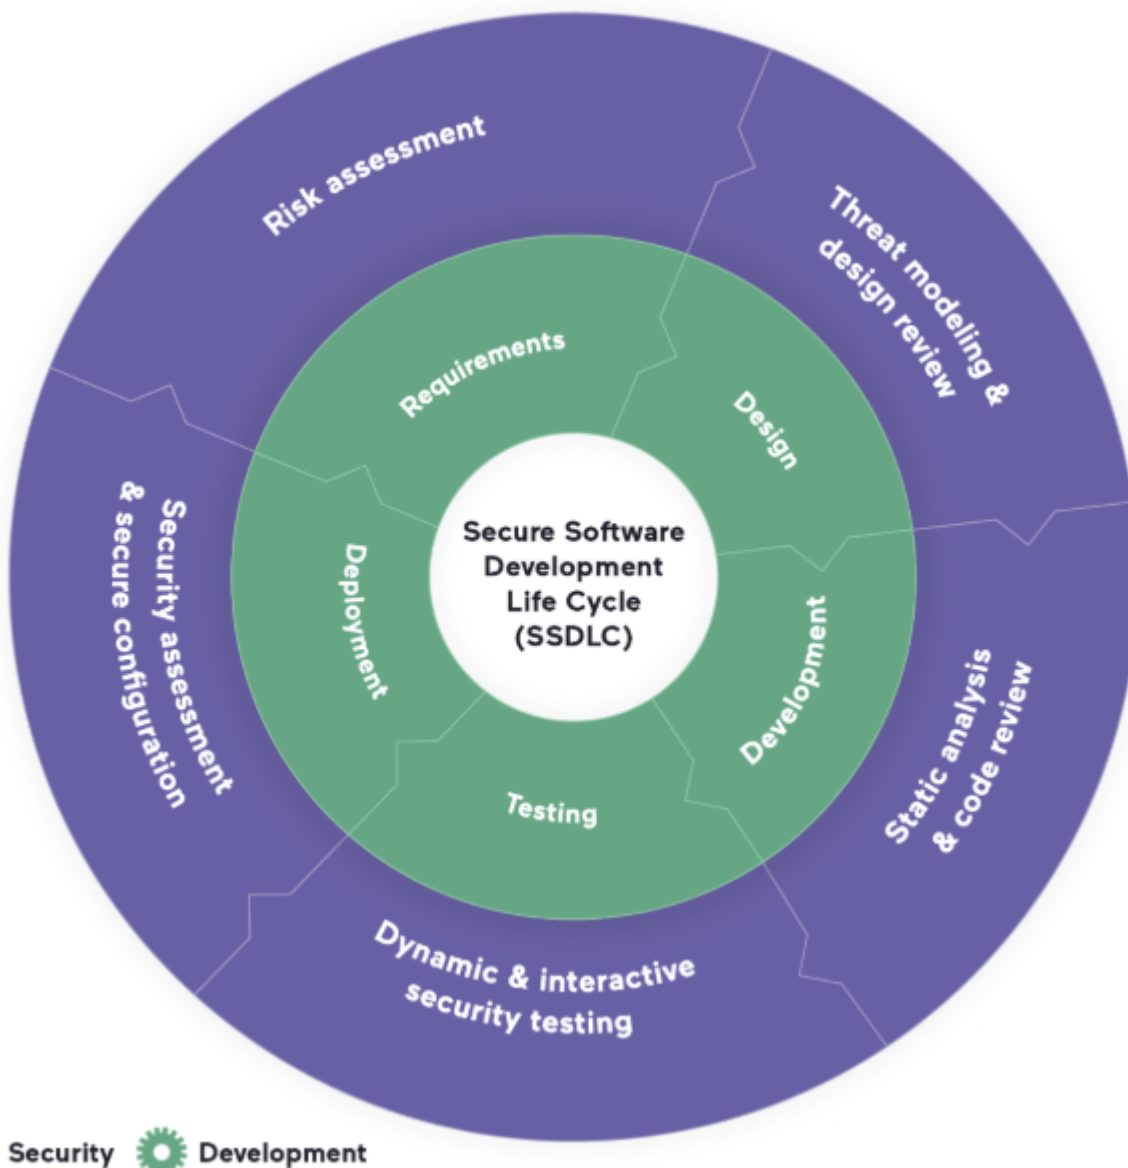 Risk assessment
Threat modeling &
design review
Requirements
Design
Secure Software
Development
Life Cycle
(SSDLC)
Security assessment
& secure configuration
Deployment
Development
Static analysis
& code review
Testing
Dynamic & interactive
security testing
Security
Development